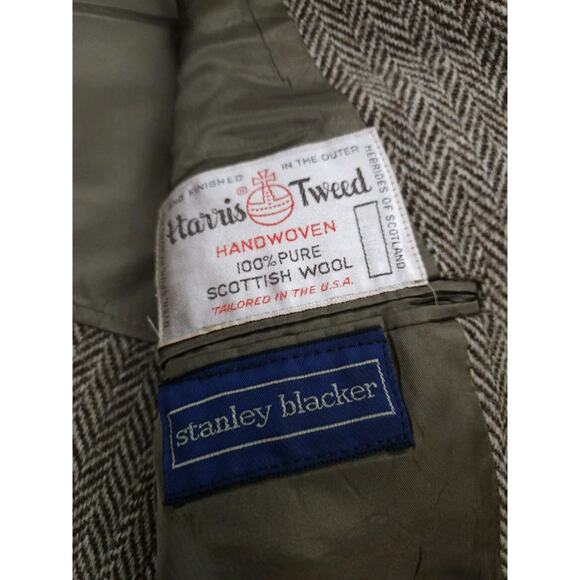 AND FINISHED IN THE OUTER
HEBRIDES OF SCOTLAND
Harris Tweed
®
HANDWOVEN
100% PURE
SCOTTISH WOOL
TAILORED IN THE U.S.A.
stanley blacker